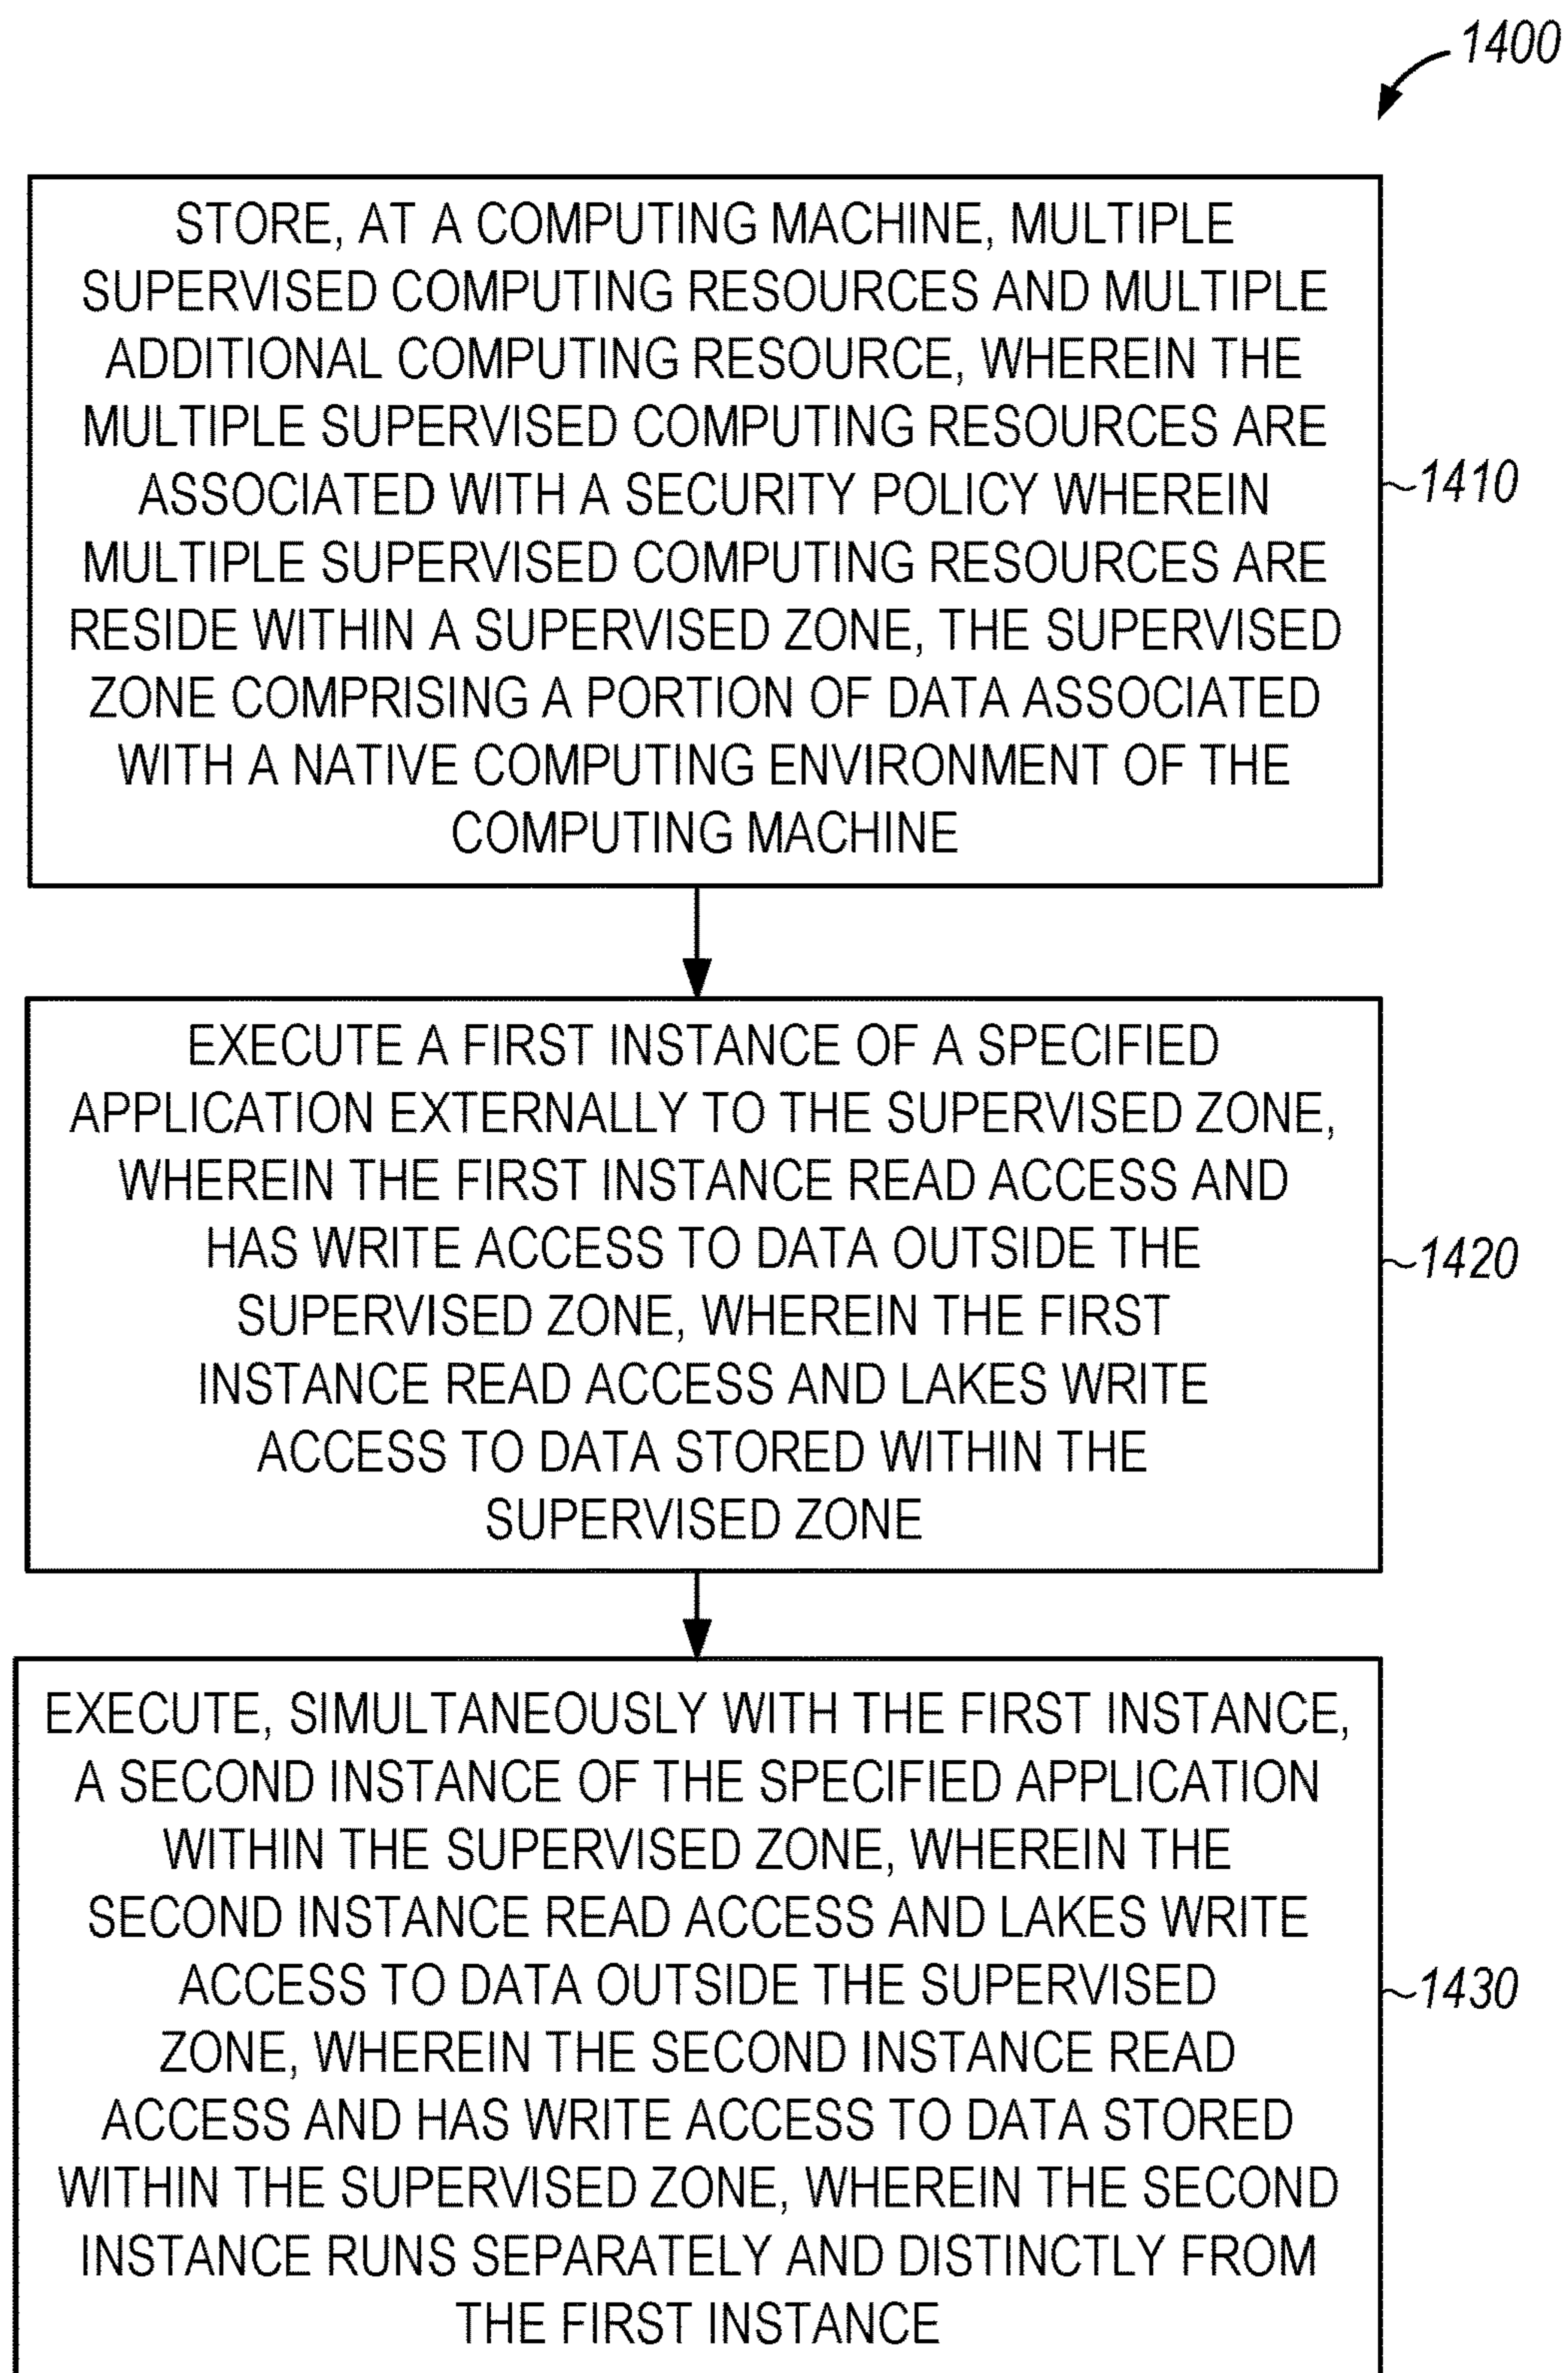 1400
STORE, AT A COMPUTING MACHINE, MULTIPLE
SUPERVISED COMPUTING RESOURCES AND MULTIPLE
ADDITIONAL COMPUTING RESOURCE, WHEREIN THE
MULTIPLE SUPERVISED COMPUTING RESOURCES ARE
ASSOCIATED WITH A SECURITY POLICY WHEREIN
MULTIPLE SUPERVISED COMPUTING RESOURCES ARE
RESIDE WITHIN A SUPERVISED ZONE, THE SUPERVISED
ZONE COMPRISING A PORTION OF DATA ASSOCIATED
WITH A NATIVE COMPUTING ENVIRONMENT OF THE
COMPUTING MACHINE
1410
EXECUTE A FIRST INSTANCE OF A SPECIFIED
APPLICATION EXTERNALLY TO THE SUPERVISED ZONE,
WHEREIN THE FIRST INSTANCE READ ACCESS AND
HAS WRITE ACCESS TO DATA OUTSIDE THE
SUPERVISED ZONE, WHEREIN THE FIRST
INSTANCE READ ACCESS AND LAKES WRITE
ACCESS TO DATA STORED WITHIN THE
SUPERVISED ZONE
1420
EXECUTE, SIMULTANEOUSLY WITH THE FIRST INSTANCE,
A SECOND INSTANCE OF THE SPECIFIED APPLICATION
WITHIN THE SUPERVISED ZONE, WHEREIN THE
SECOND INSTANCE READ ACCESS AND LAKES WRITE
ACCESS TO DATA OUTSIDE THE SUPERVISED
ZONE, WHEREIN THE SECOND INSTANCE READ
ACCESS AND HAS WRITE ACCESS TO DATA STORED
WITHIN THE SUPERVISED ZONE, WHEREIN THE SECOND
INSTANCE RUNS SEPARATELY AND DISTINCTLY FROM
THE FIRST INSTANCE
1430